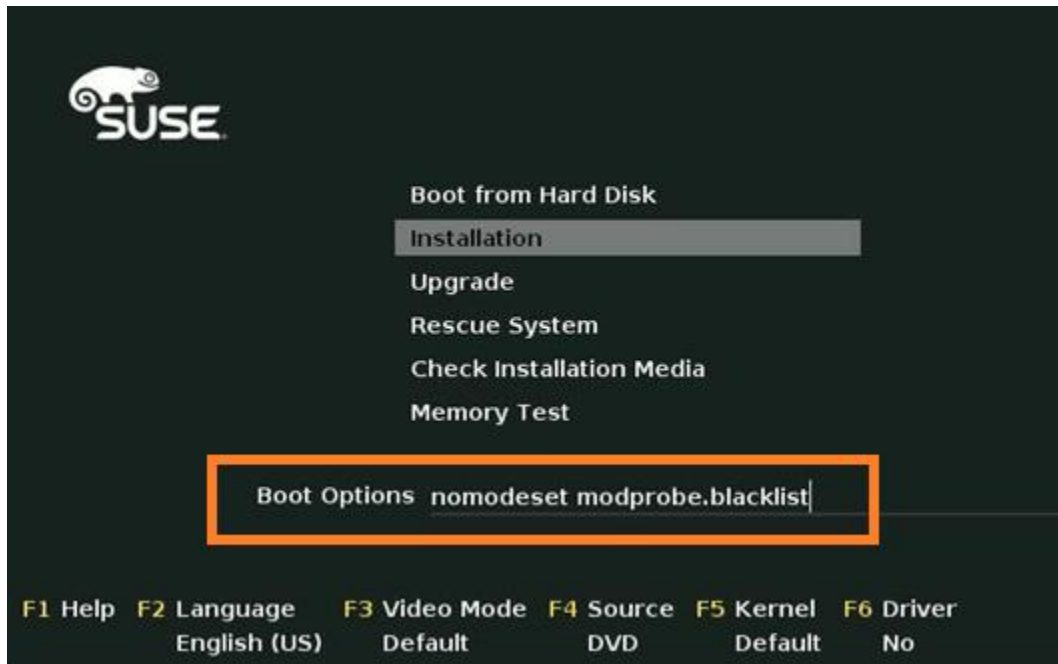 SUSE.
Boot from Hard Disk
Installation
Upgrade
Rescue System
Check Installation Media
Memory Test
Boot Options nomodeset modprobe.blacklist
F1 Help F2 Language F3 Video Mode F4 Source F5 Kernel F6 Driver
English (US) Default DVD Default No